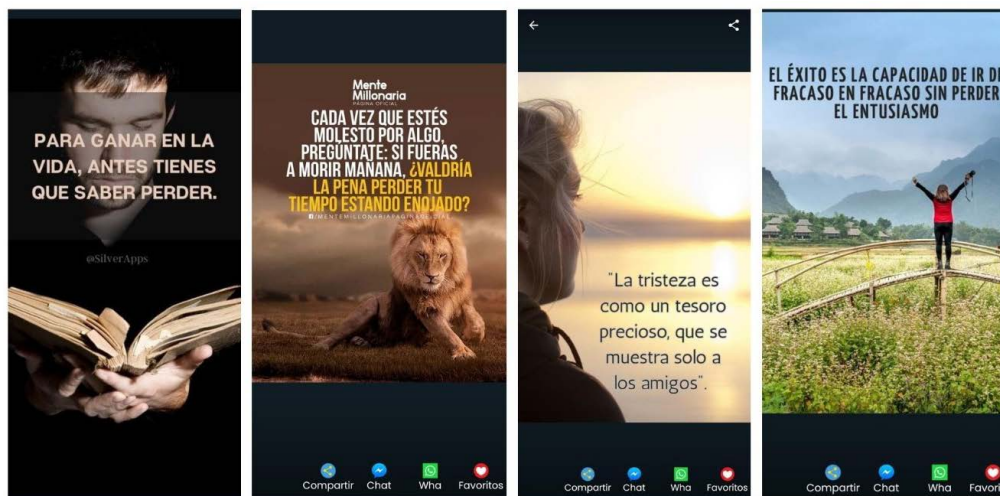 PARA GANAR EN LA
VIDA, ANTES TIENES
QUE SABER PERDER.
@SilverApps
Mente
Millonaria
PAGINA OFICIAL
CADA VEZ QUE ESTÉS
MOLESTO POR ALGO,
PREGÚNTATE: SI FUERAS
A MORIR MAÑANA, ¿VALDRÍA
LA PENA PERDER TU
TIEMPO ESTANDO ENOJADO?
Compartir Chat Wha Favoritos
"La tristeza es
como un tesoro
precioso, que se
muestra solo a
los amigos".
Compartir Chat Wha Favoritos
EL ÉXITO ES LA CAPACIDAD DE IR DE
FRACASO EN FRACASO SIN PERDER
EL ENTUSIASMO
Compartir Chat Wha Favori